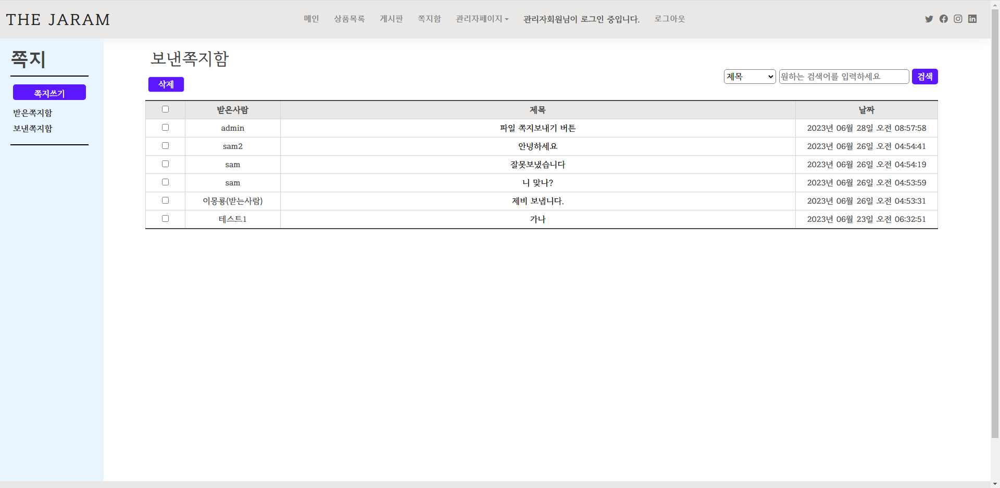 THE JARAM 메인 상품목록 게시판 쪽지함 관리자페이지 관리자회원님이 로그인 중입니다. 로그아웃
쪽지
쪽지쓰기
받은쪽지함
보낸쪽지함
보낸쪽지함
제목 원하는 검색어를 입력하세요 검색
삭제
받은사람 제목 날짜
admin 파일 쪽지보내기 버튼 2023년 06월 28일 오전 08:57:58
sam2 안녕하세요 2023년 06월 26일 오전 04:54:41
sam 잘못보냈습니다 2023년 06월 26일 오전 04:54:19
sam 니 맞나? 2023년 06월 26일 오전 04:53:59
이몽룡(받는사람) 제비 보냅니다. 2023년 06월 26일 오전 04:53:31
테스트1 가나 2023년 06월 23일 오전 06:32:51